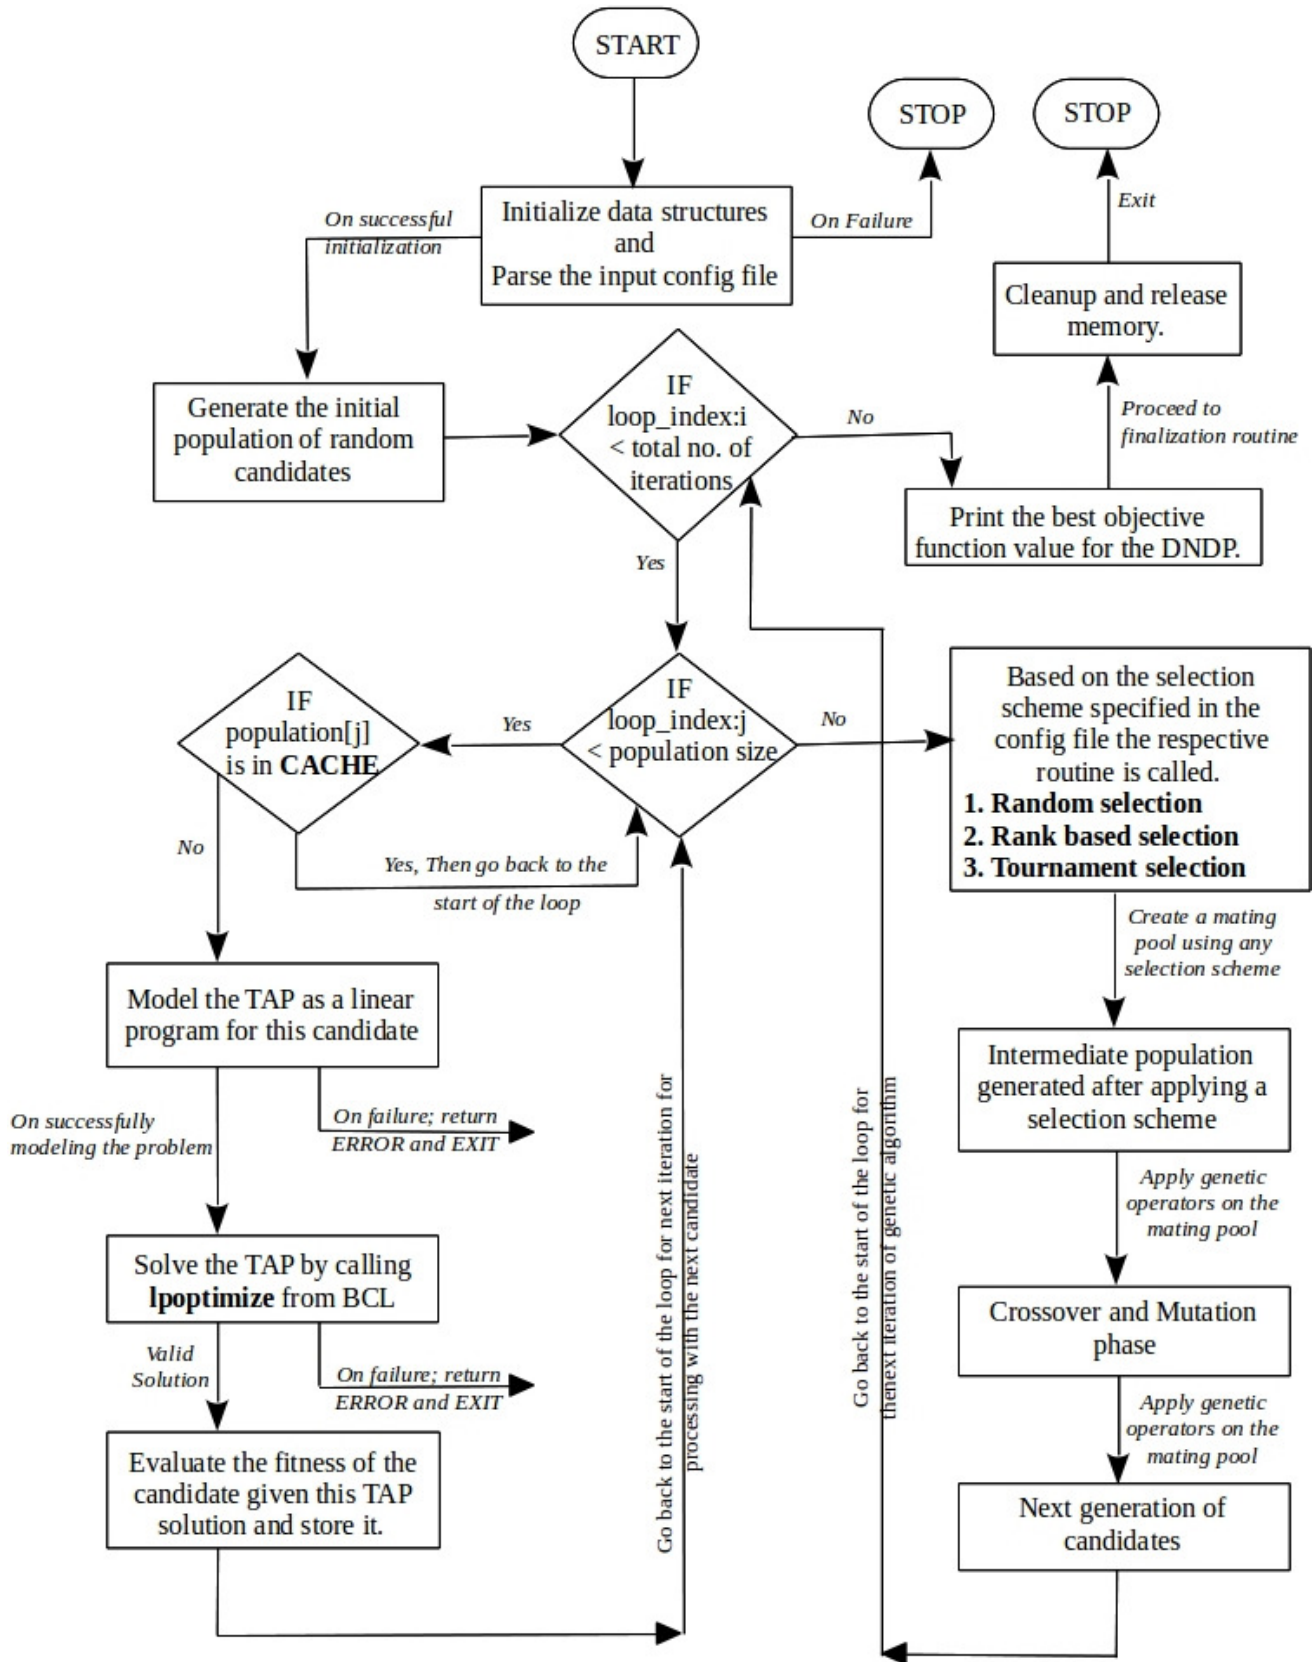 START
STOP
STOP
Initialize data structures
and
Parse the input config file
On successful
initialization
On Failure
Exit
Cleanup and release
memory.
Generate the initial
population of random
candidates
IF
loop_index:i
< total no. of
iterations
No
Proceed to
finalization routine
Print the best objective
function value for the DNDP.
Yes
IF
population[j]
is in CACHE
Yes
IF
loop_index:j
< population size
No
Based on the selection
scheme specified in the
config file the respective
routine is called.
1. Random selection
2. Rank based selection
3. Tournament selection
No
Yes, Then go back to the
start of the loop
Create a mating
pool using any
selection scheme
Model the TAP as a linear
program for this candidate
Intermediate population
generated after applying a
selection scheme
On successfully
modeling the problem
On failure; return
ERROR and EXIT
Go back to the start of the loop for next iteration for
processing with the next candidate
Go back to the start of the loop for
thenext iteration of genetic algorithm
Apply genetic
operators on the
mating pool
Solve the TAP by calling
lpoptimize from BCL
Crossover and Mutation
phase
Valid
Solution
On failure; return
ERROR and EXIT
Apply genetic
operators on the
mating pool
Evaluate the fitness of the
candidate given this TAP
solution and store it.
Next generation of
candidates